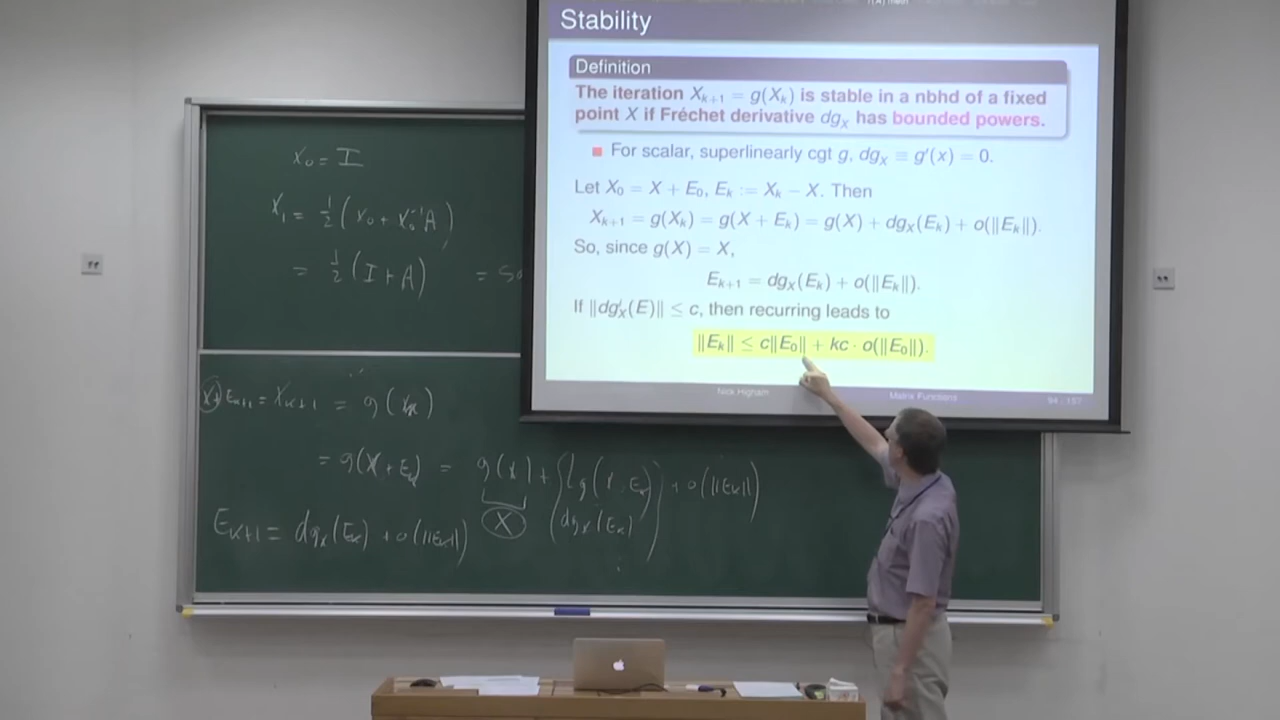 Stability
Definition
The iteration X_{k+1} = g(X_k) is stable in a nbhd of a fixed
point X if Fréchet derivative dg_X has bounded powers.
For scalar, superlinearly cgt g, dg_X ≡ g′(x) = 0.
Let X_0 = X + E_0, E_k := X_k − X. Then
X_{k+1} = g(X_k) = g(X + E_k) = g(X) + dg_X(E_k) + o(‖E_k‖).
So, since g(X) = X,
E_{k+1} = dg_X(E_k) + o(‖E_k‖).
If ‖dg_X^i(E)‖ ≤ c, then recurring leads to
‖E_k‖ ≤ c‖E_0‖ + kc · o(‖E_0‖).
Nick Higham
Matrix Functions
94 / 157
X_0 = I
X_1 = ½(X_0 + X_0^{-1}A)
= ½(I + A)
X + E_{k+1} = X_{k+1} = g(X_k)
= g(X + E_k) = g(X) + (L_g(X, E_k)) + o(‖E_k‖)
X (dg_X(E_k))
E_{k+1} = dg_X(E_k) + o(‖E_k‖)